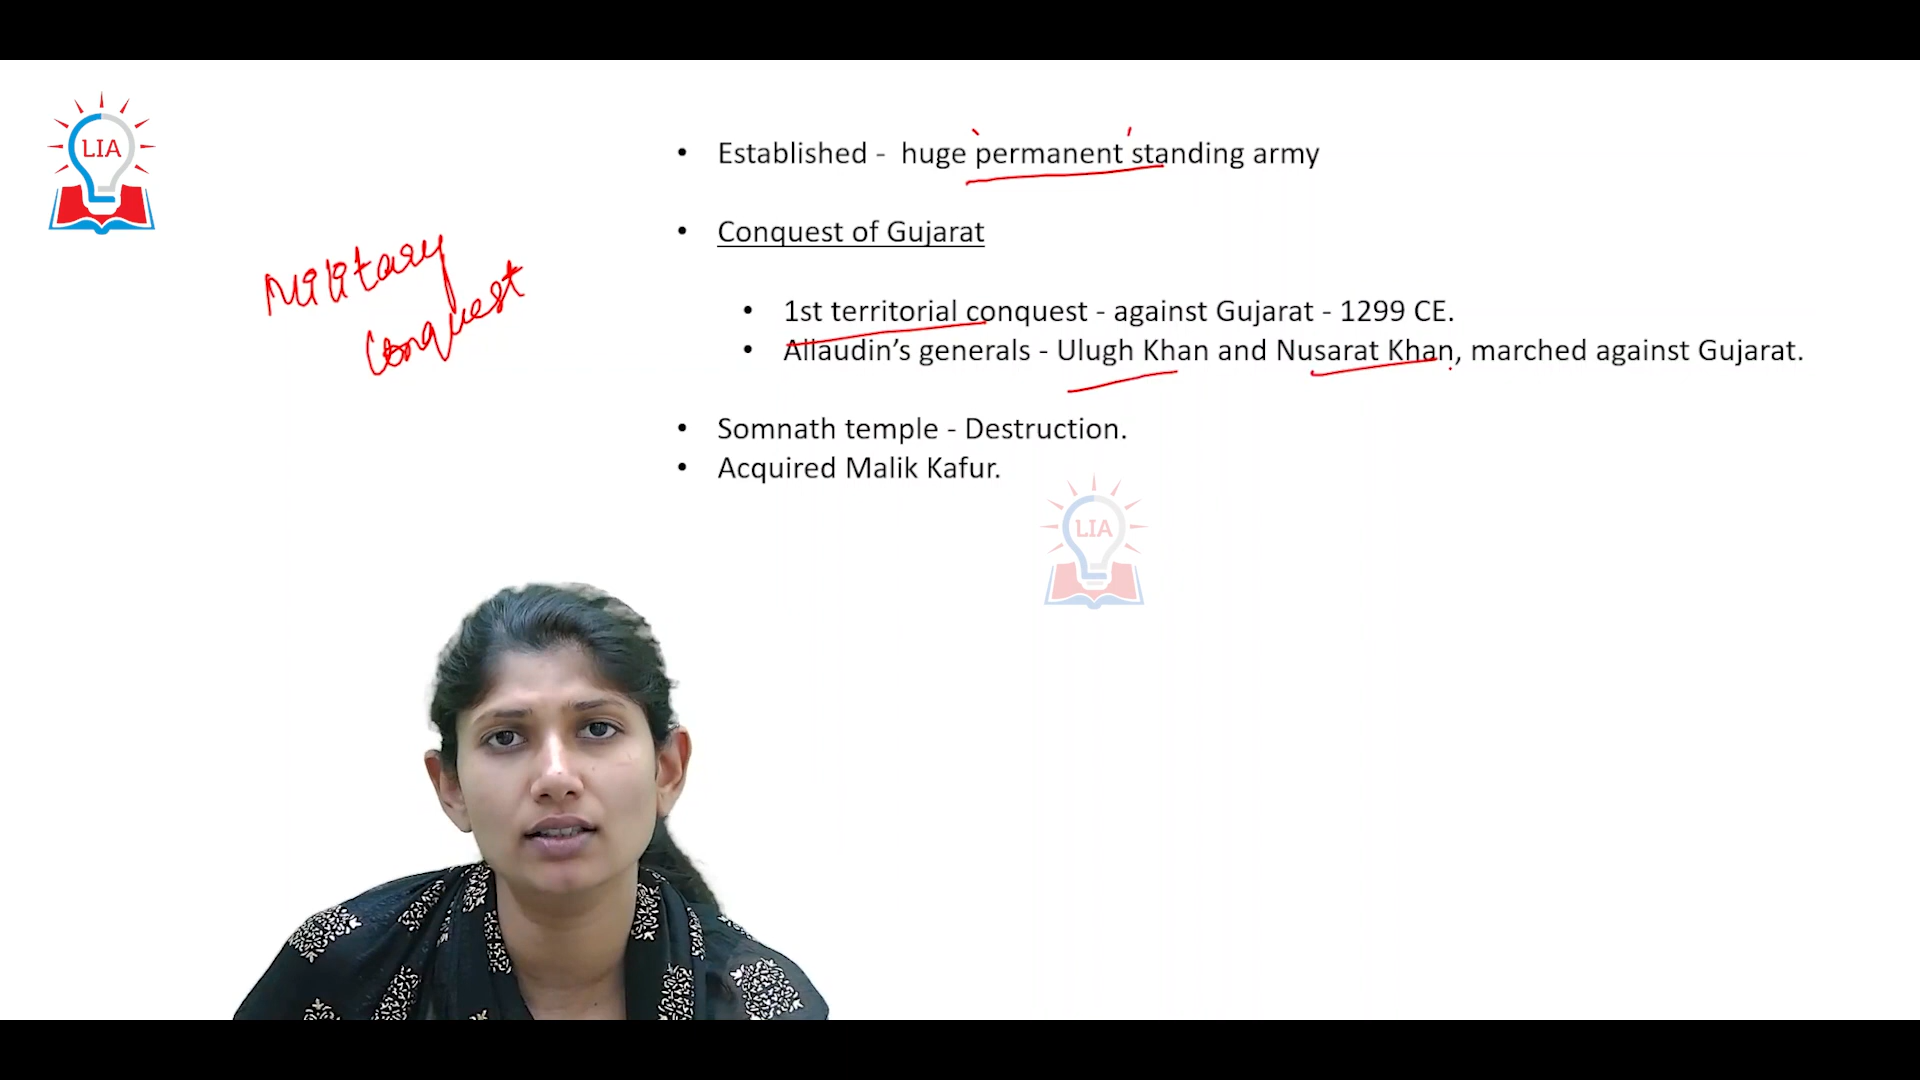 LIA
• Established - huge `permanent' standing army
Military
Conquest
• Conquest of Gujarat
• 1st territorial conquest - against Gujarat - 1299 CE.
• Allaudin’s generals - Ulugh Khan and Nusarat Khan, marched against Gujarat.
• Somnath temple - Destruction.
• Acquired Malik Kafur.
LIA